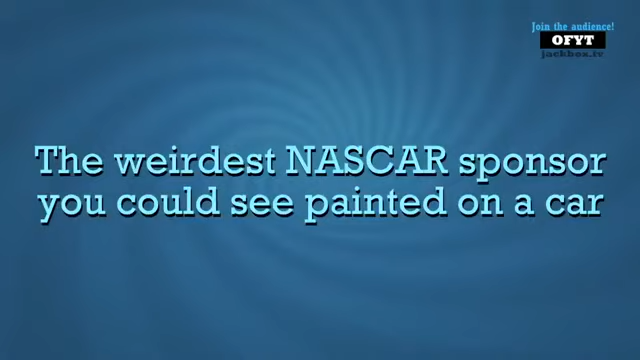 Join the audience!
OFYT
jackbox.tv
The weirdest NASCAR sponsor
you could see painted on a car